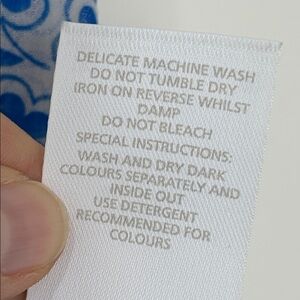 DELICATE MACHINE WASH
DO NOT TUMBLE DRY
IRON ON REVERSE WHILST
DAMP
DO NOT BLEACH
SPECIAL INSTRUCTIONS:
WASH AND DRY DARK
COLOURS SEPARATELY AND
INSIDE OUT
USE DETERGENT
RECOMMENDED FOR
COLOURS